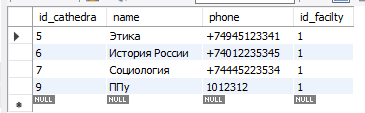 id_cathedra name phone id_facilty
5 Этика +74945123341 1
6 История России +74012235345 1
7 Социология +74445223534 1
9 ППу 1012312 1
NULL NULL NULL NULL